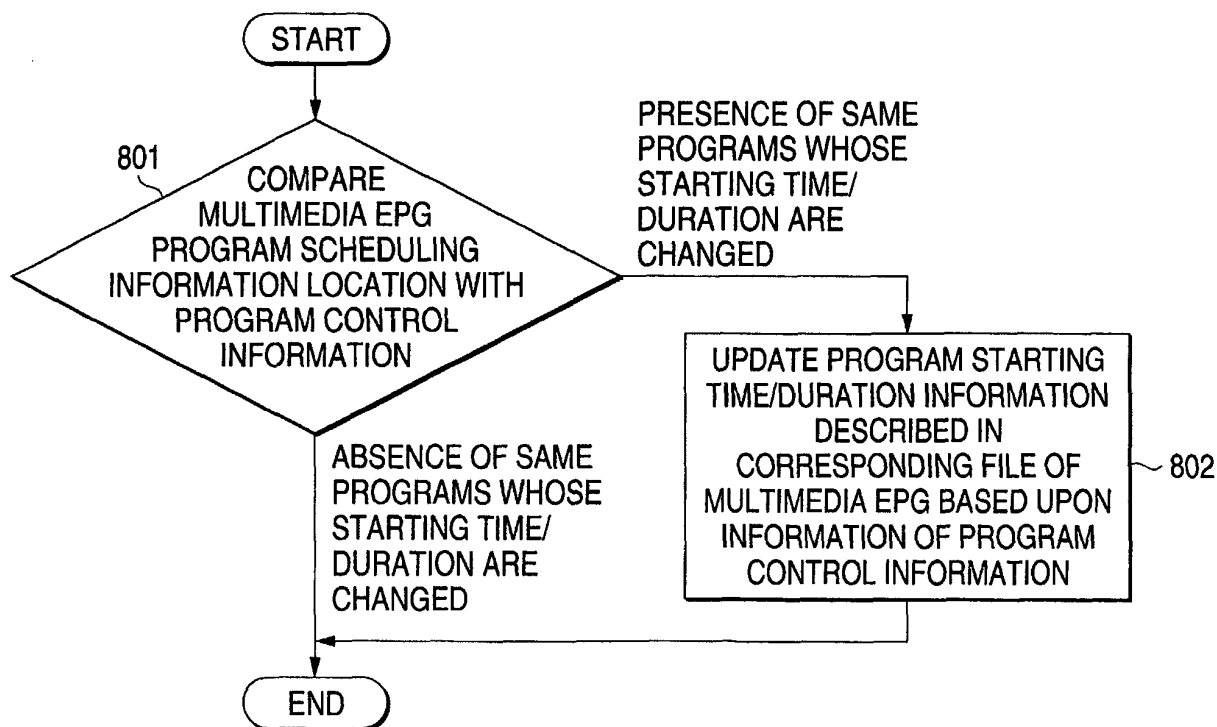 START
801
COMPARE
MULTIMEDIA EPG
PROGRAM SCHEDULING
INFORMATION LOCATION WITH
PROGRAM CONTROL
INFORMATION
PRESENCE OF SAME
PROGRAMS WHOSE
STARTING TIME/
DURATION ARE
CHANGED
UPDATE PROGRAM STARTING
TIME/DURATION INFORMATION
DESCRIBED IN
CORRESPONDING FILE OF
MULTIMEDIA EPG BASED UPON
INFORMATION OF PROGRAM
CONTROL INFORMATION
802
ABSENCE OF SAME
PROGRAMS WHOSE
STARTING TIME/
DURATION ARE
CHANGED
END